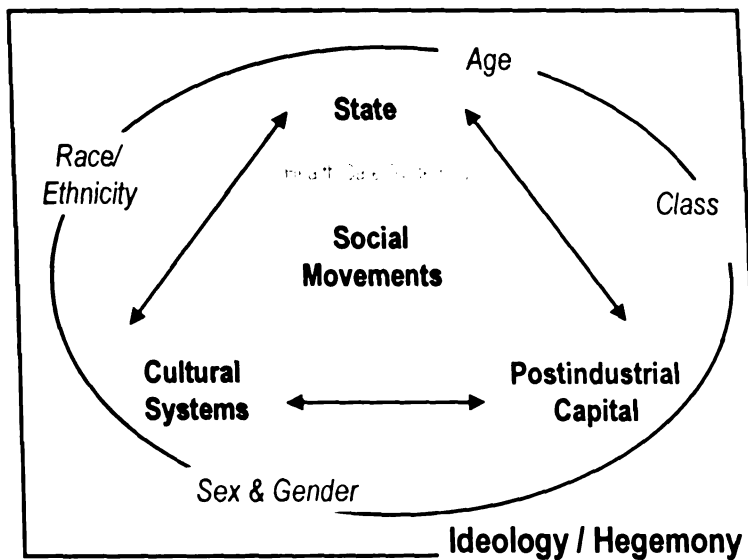 Age
State
Race/
Ethnicity
Class
Social
Movements
Cultural
Systems
Postindustrial
Capital
Sex & Gender
Ideology / Hegemony